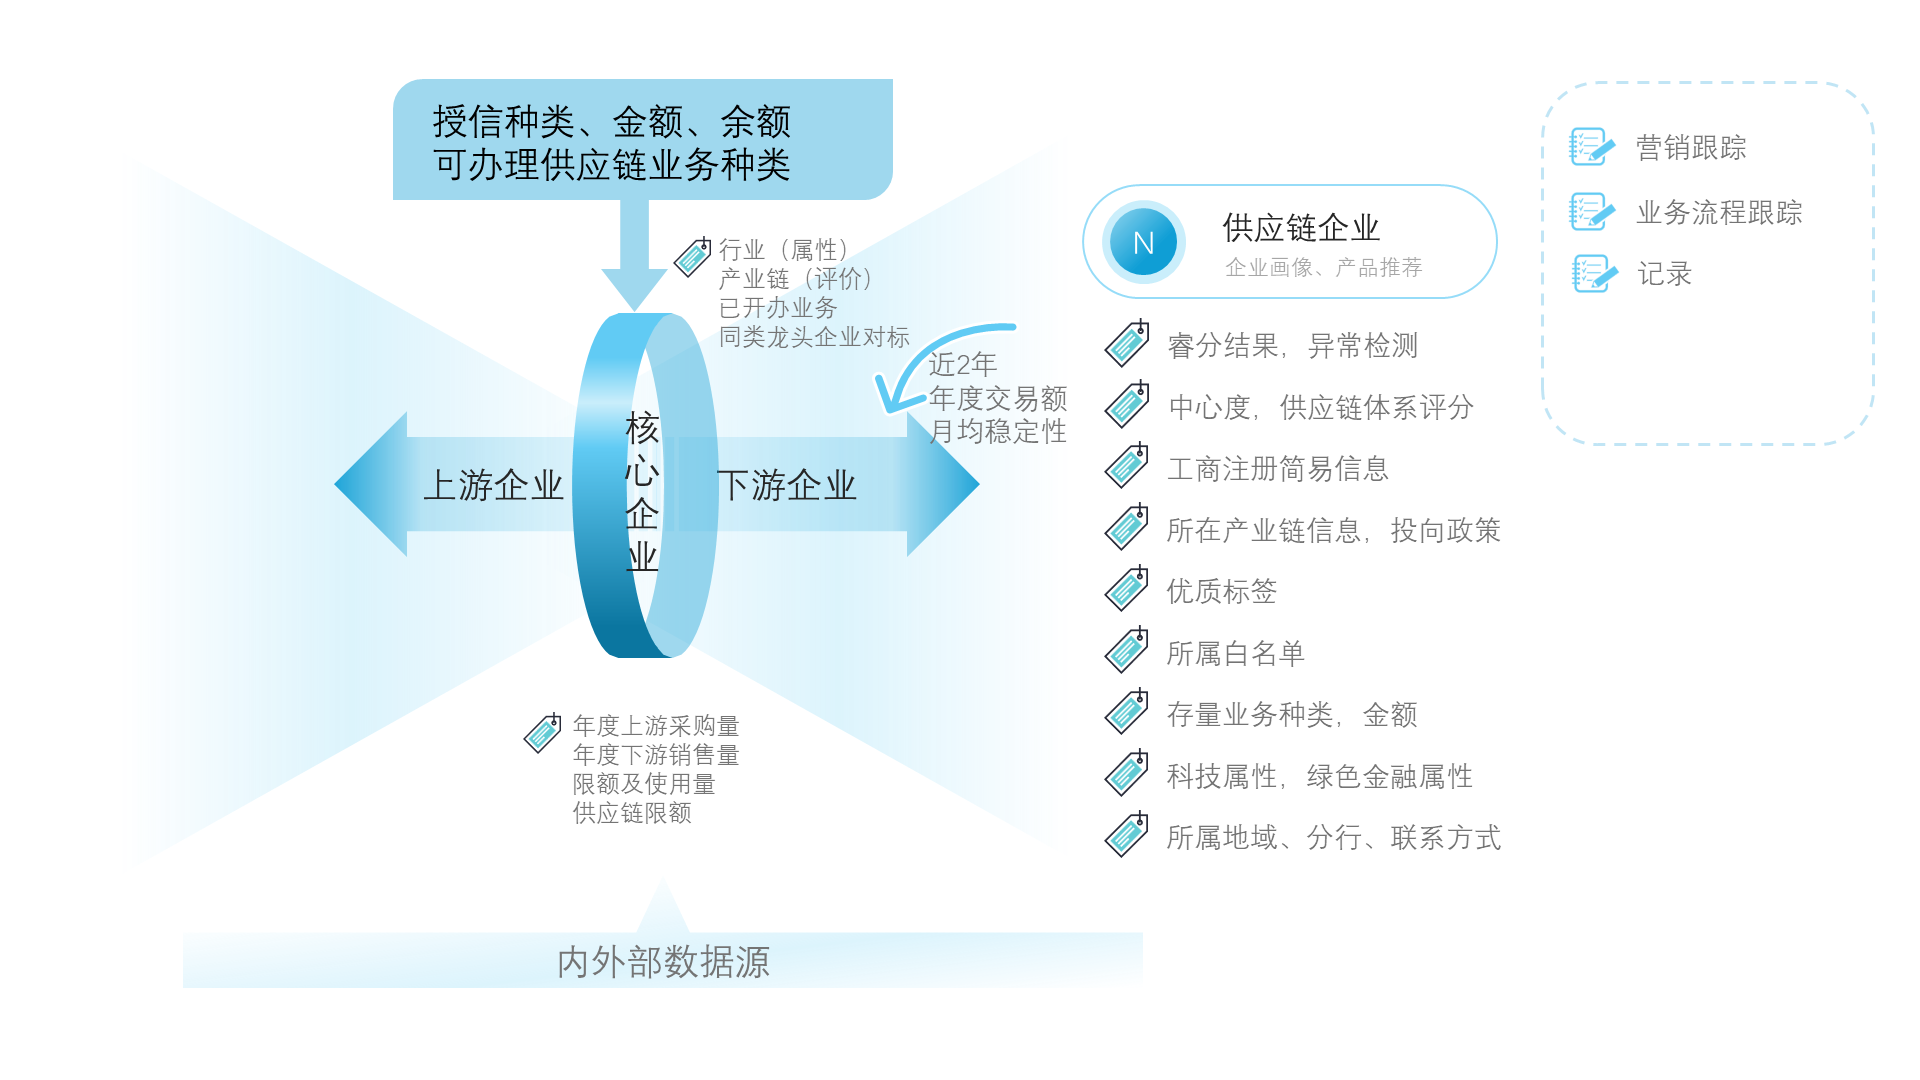 授信种类、金额、余额
可办理供应链业务种类
行业（属性）
产业链（评价）
已开办业务
同类龙头企业对标
近2年
年度交易额
月均稳定性
上游企业
核
心
企
业
下游企业
年度上游采购量
年度下游销售量
限额及使用量
供应链限额
内外部数据源
N
供应链企业
企业画像、产品推荐
睿分结果，异常检测
中心度，供应链体系评分
工商注册简易信息
所在产业链信息，投向政策
优质标签
所属白名单
存量业务种类，金额
科技属性，绿色金融属性
所属地域、分行、联系方式
营销跟踪
业务流程跟踪
记录